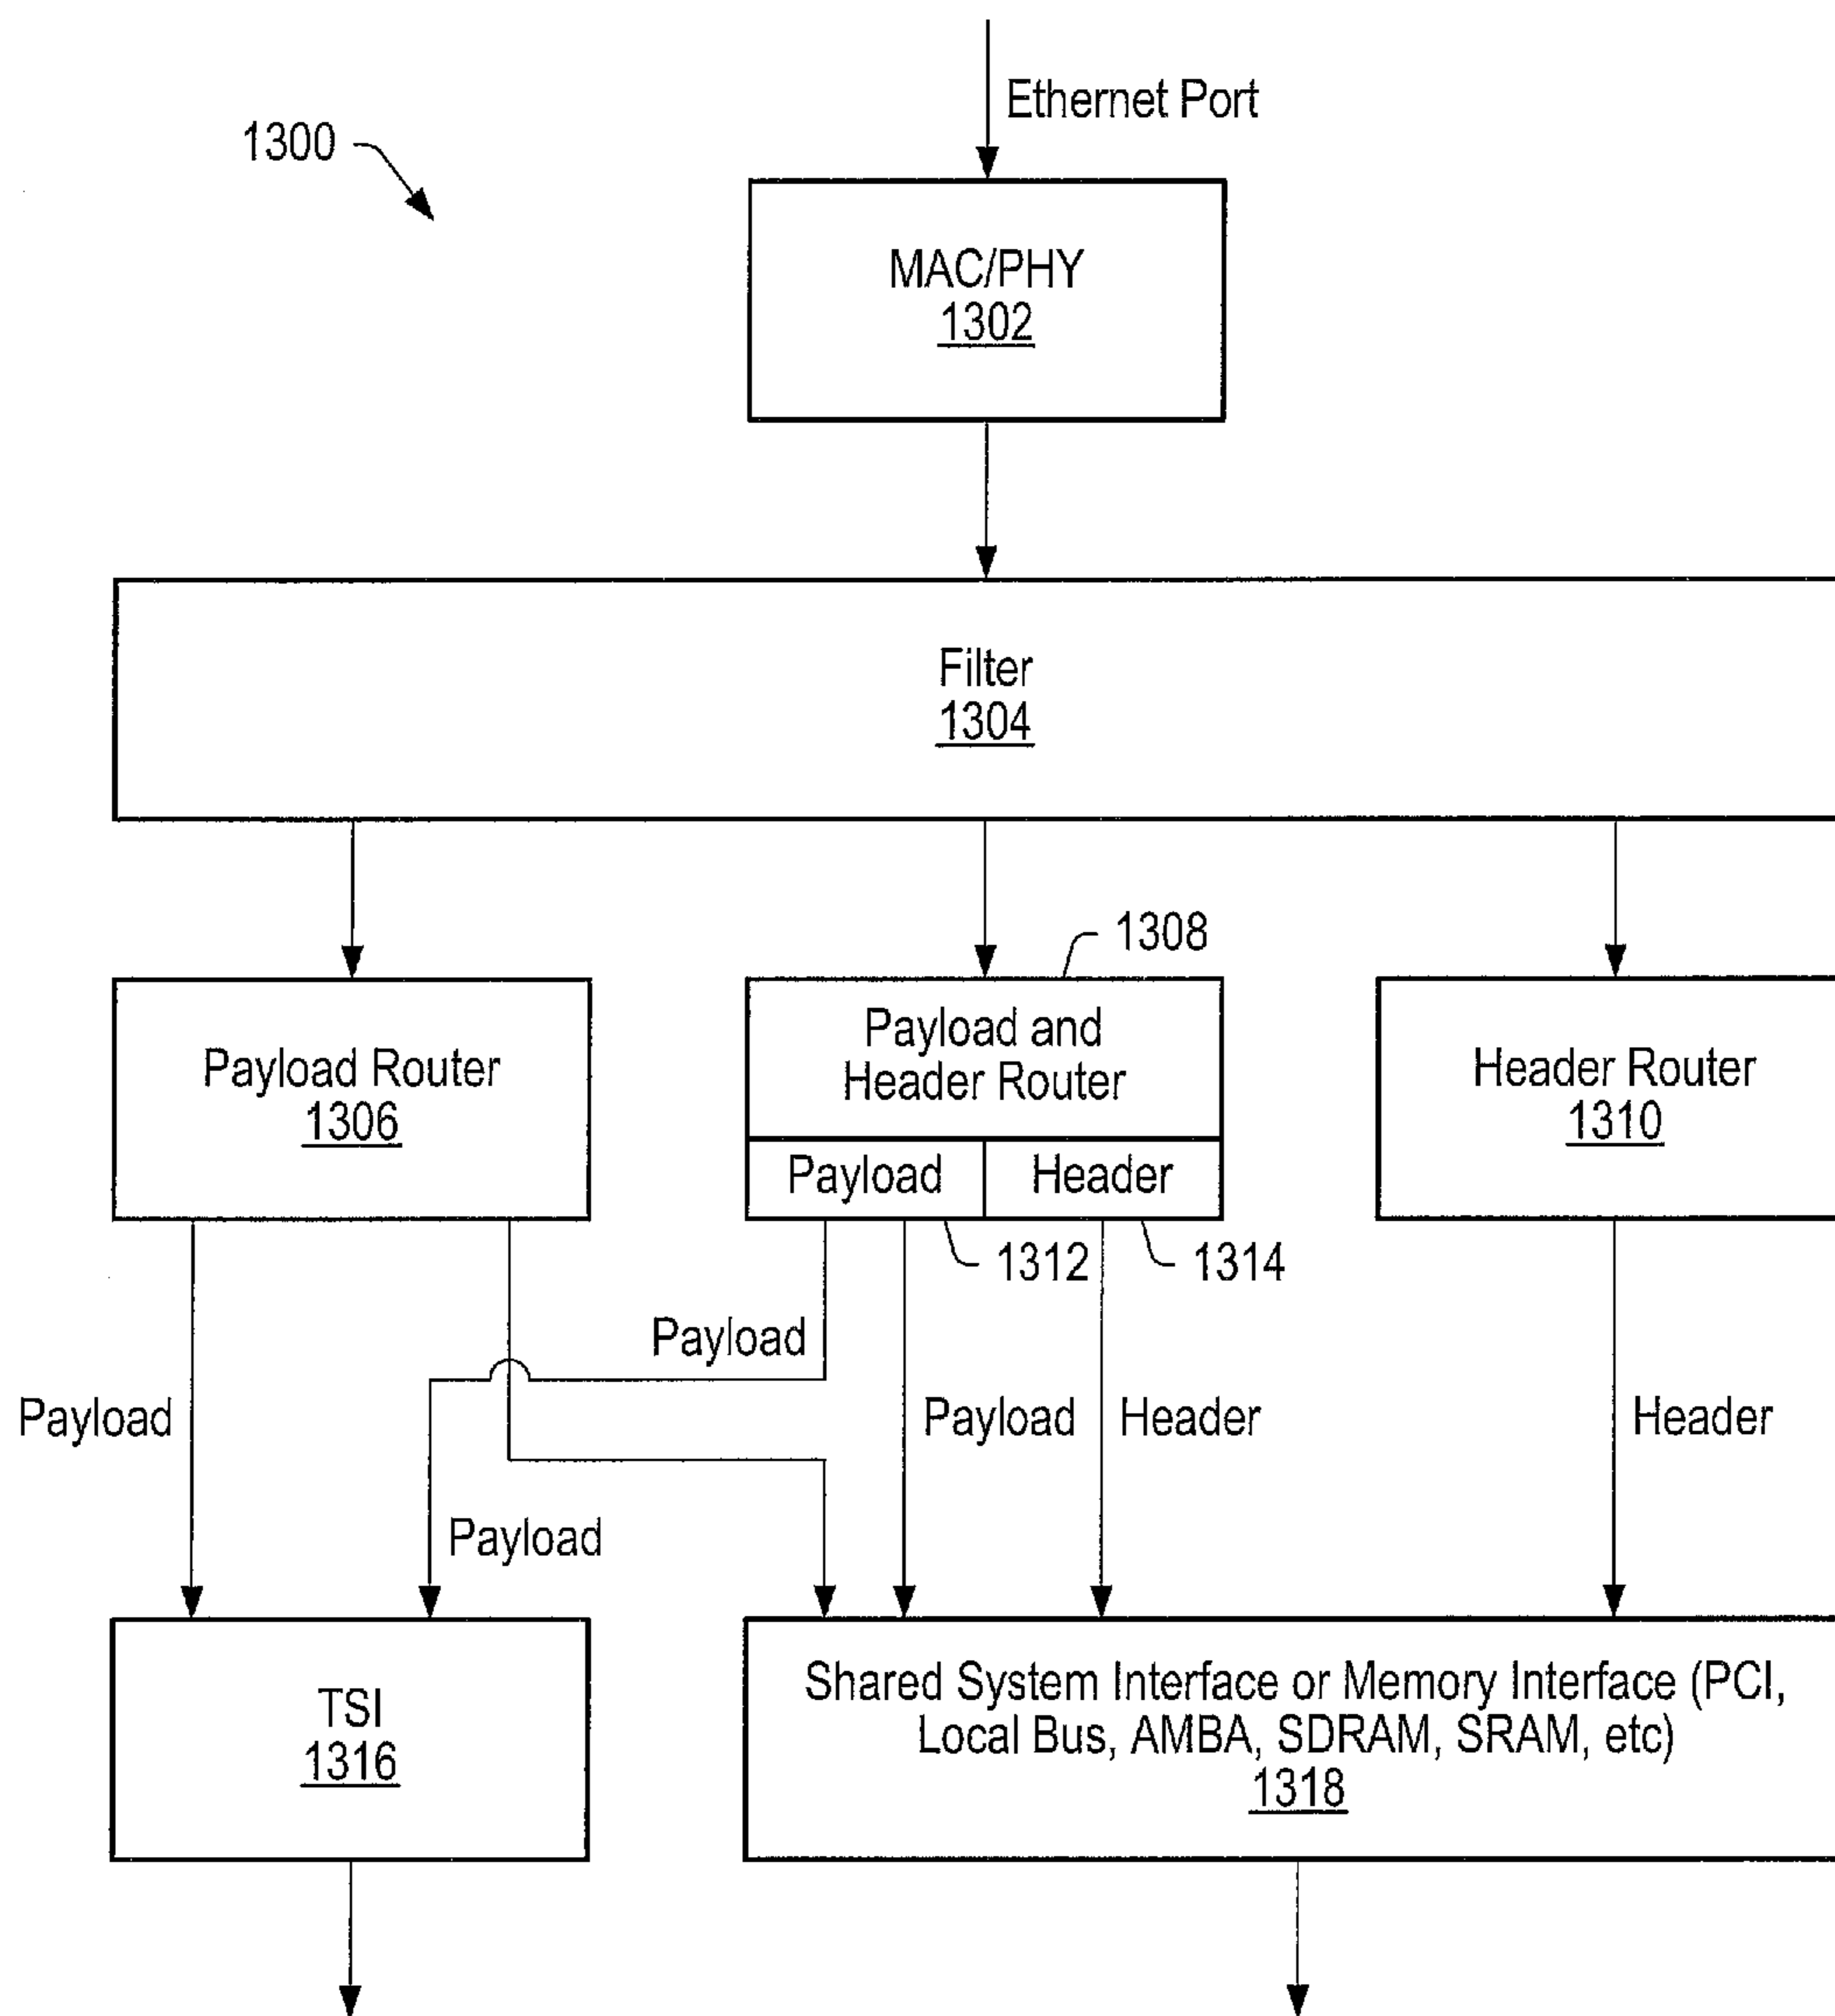 Ethernet Port
1300
MAC/PHY
1302
Filter
1304
1308
Payload Router
1306
Payload and
Header Router
Payload
Header
Header Router
1310
1312
1314
Payload
Payload
Payload
Header
Header
Payload
TSI
1316
Shared System Interface or Memory Interface (PCI,
Local Bus, AMBA, SDRAM, SRAM, etc)
1318